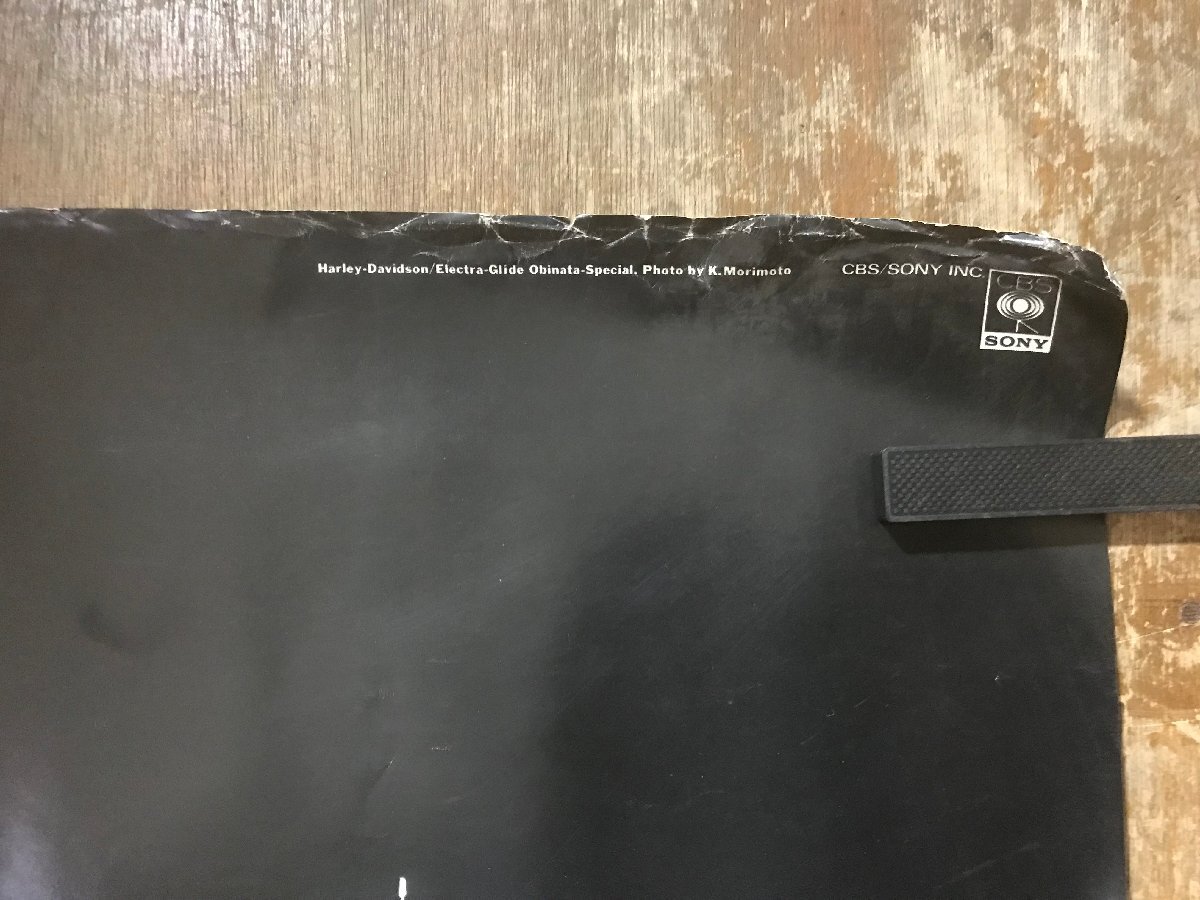 Harley-Davidson/Electra-Glide Obinata-Special, Photo by K.Morimoto
CBS/SONY INC.
CBS
SONY